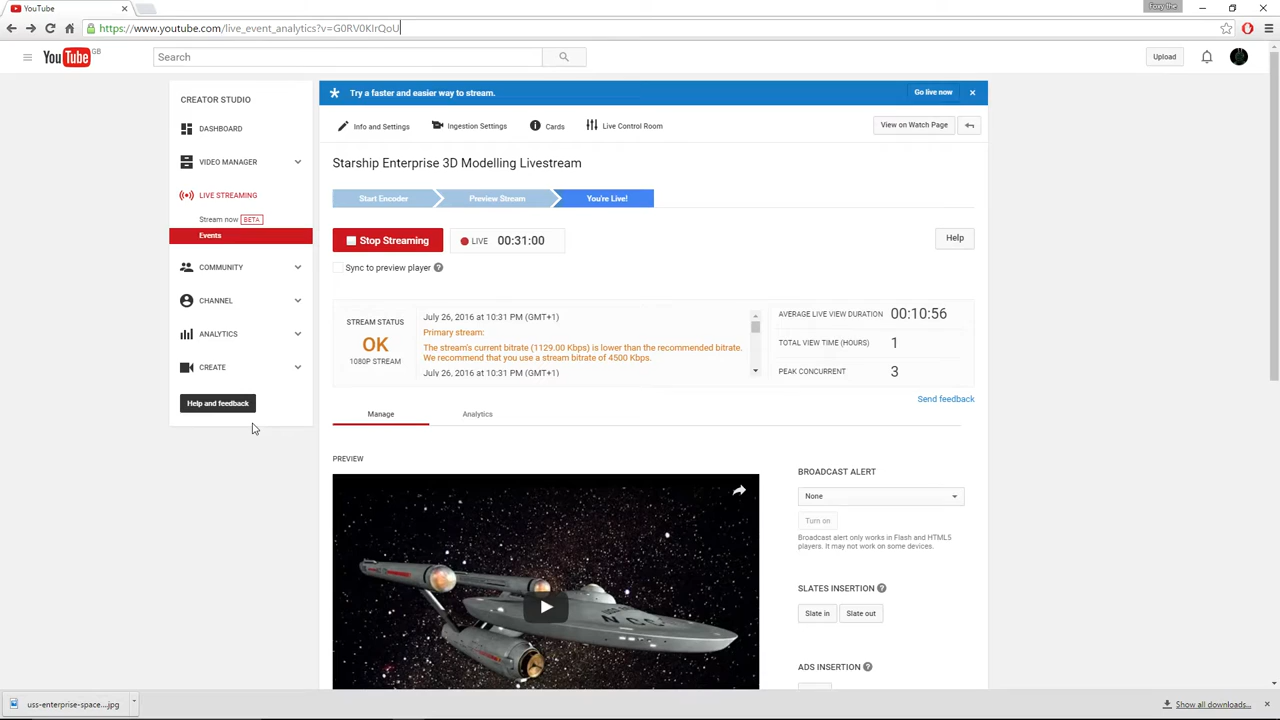 YouTube
Foxy The
https://www.youtube.com/live_event_analytics?v=G0RV0KIrQoU
YouTube GB
Search
Upload
CREATOR STUDIO
DASHBOARD
VIDEO MANAGER
LIVE STREAMING
Stream now BETA
Events
COMMUNITY
CHANNEL
ANALYTICS
CREATE
Help and feedback
Try a faster and easier way to stream.
Go live now
Info and Settings
Ingestion Settings
Cards
Live Control Room
View on Watch Page
Starship Enterprise 3D Modelling Livestream
Start Encoder
Preview Stream
You're Live!
Stop Streaming
LIVE 00:31:00
Help
Sync to preview player ?
STREAM STATUS
OK
1080P STREAM
July 26, 2016 at 10:31 PM (GMT+1)
Primary stream:
The stream's current bitrate (1129.00 Kbps) is lower than the recommended bitrate.
We recommend that you use a stream bitrate of 4500 Kbps.
July 26, 2016 at 10:31 PM (GMT+1)
AVERAGE LIVE VIEW DURATION 00:10:56
TOTAL VIEW TIME (HOURS) 1
PEAK CONCURRENT 3
Send feedback
Manage
Analytics
PREVIEW
BROADCAST ALERT
None
Turn on
Broadcast alert only works in Flash and HTML5
players. It may not work on some devices.
SLATES INSERTION ?
Slate in
Slate out
ADS INSERTION ?
uss-enterprise-space....jpg
Show all downloads...